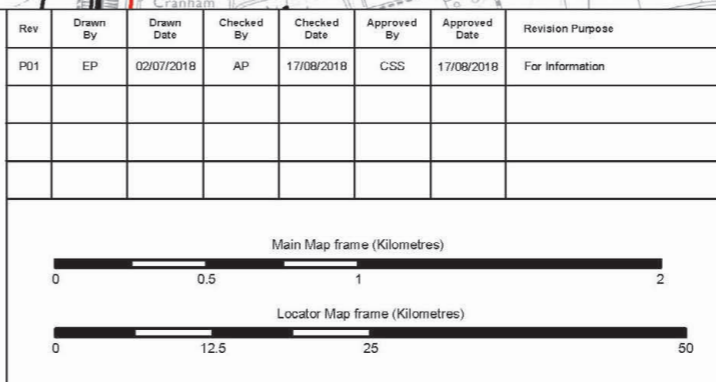 Cranham
Rev Drawn By Drawn Date Checked By Checked Date Approved By Approved Date Revision Purpose
P01 EP 02/07/2018 AP 17/08/2018 CSS 17/08/2018 For Information
Main Map frame (Kilometres)
0 0.5 1 2
Locator Map frame (Kilometres)
0 12.5 25 50